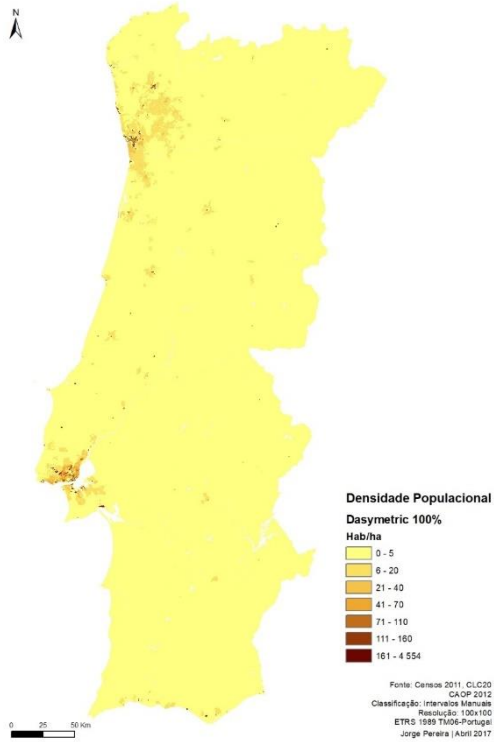 N
Densidade Populacional
Dasymetric 100%
Hab/ha
0 - 5
6 - 20
21 - 40
41 - 70
71 - 110
111 - 160
161 - 4 554
Fonte: Censos 2011, CLC20
CAOP 2012
Classificação: Intervalos Manuais
Resolução: 100x100
ETRS 1989 TM06-Portugal
Jorge Pereira | Abril 2017
0 25 50 Km